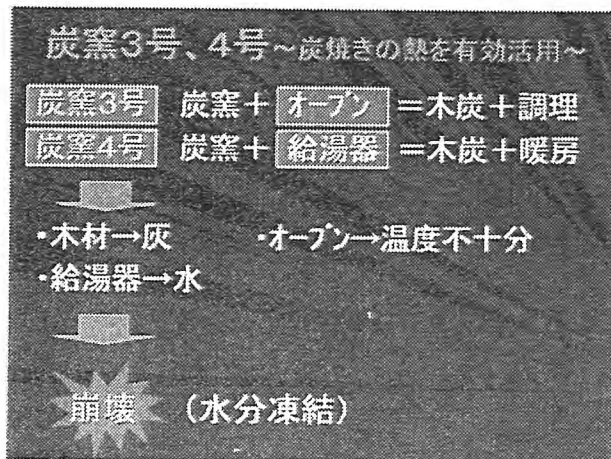 炭窯3号、4号～炭焼きの熱を有効活用～
炭窯3号 炭窯＋オーブン＝木炭＋調理
炭窯4号 炭窯＋給湯器＝木炭＋暖房
・木材→灰 ・オーブン→温度不十分
・給湯器→水
崩壊 (水分凍結)